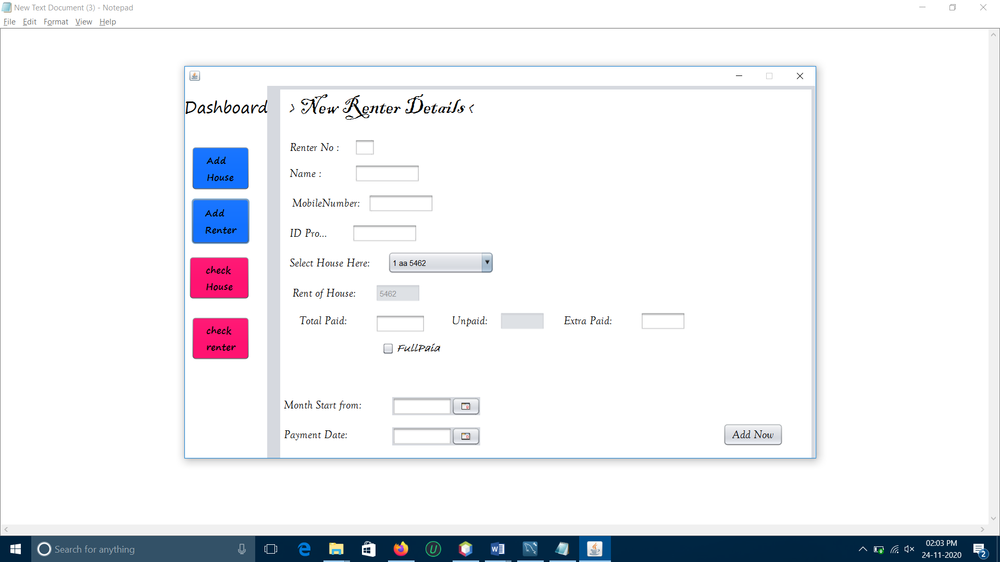 New Text Document (3) - Notepad
File Edit Format View Help
Dashboard
> New Renter Details <
Add
House
Add
Renter
check
House
check
renter
Renter No :
Name :
MobileNumber:
ID Pro...
Select House Here: 1 aa 5462
Rent of House: 5462
Total Paid: Unpaid: Extra Paid:
FullPaid
Month Start from:
Payment Date:
Add Now
Search for anything
02:03 PM
24-11-2020
2